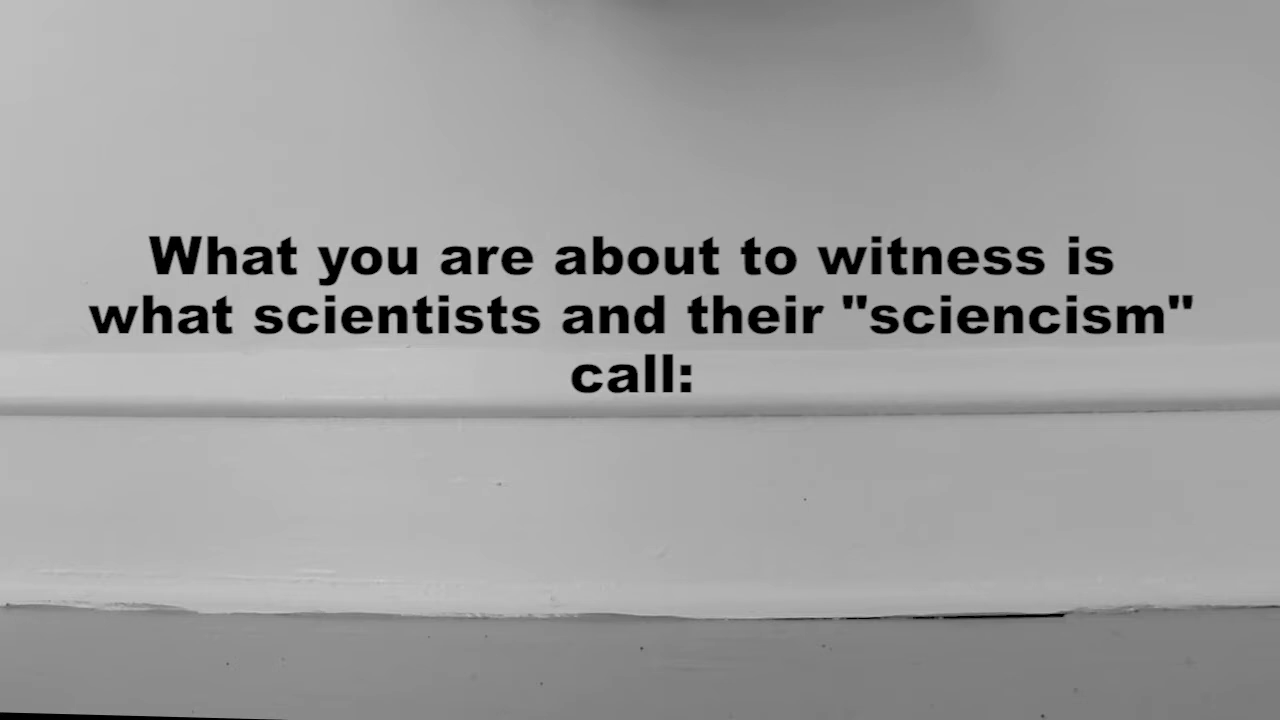 What you are about to witness is
what scientists and their "sciencism"
call: